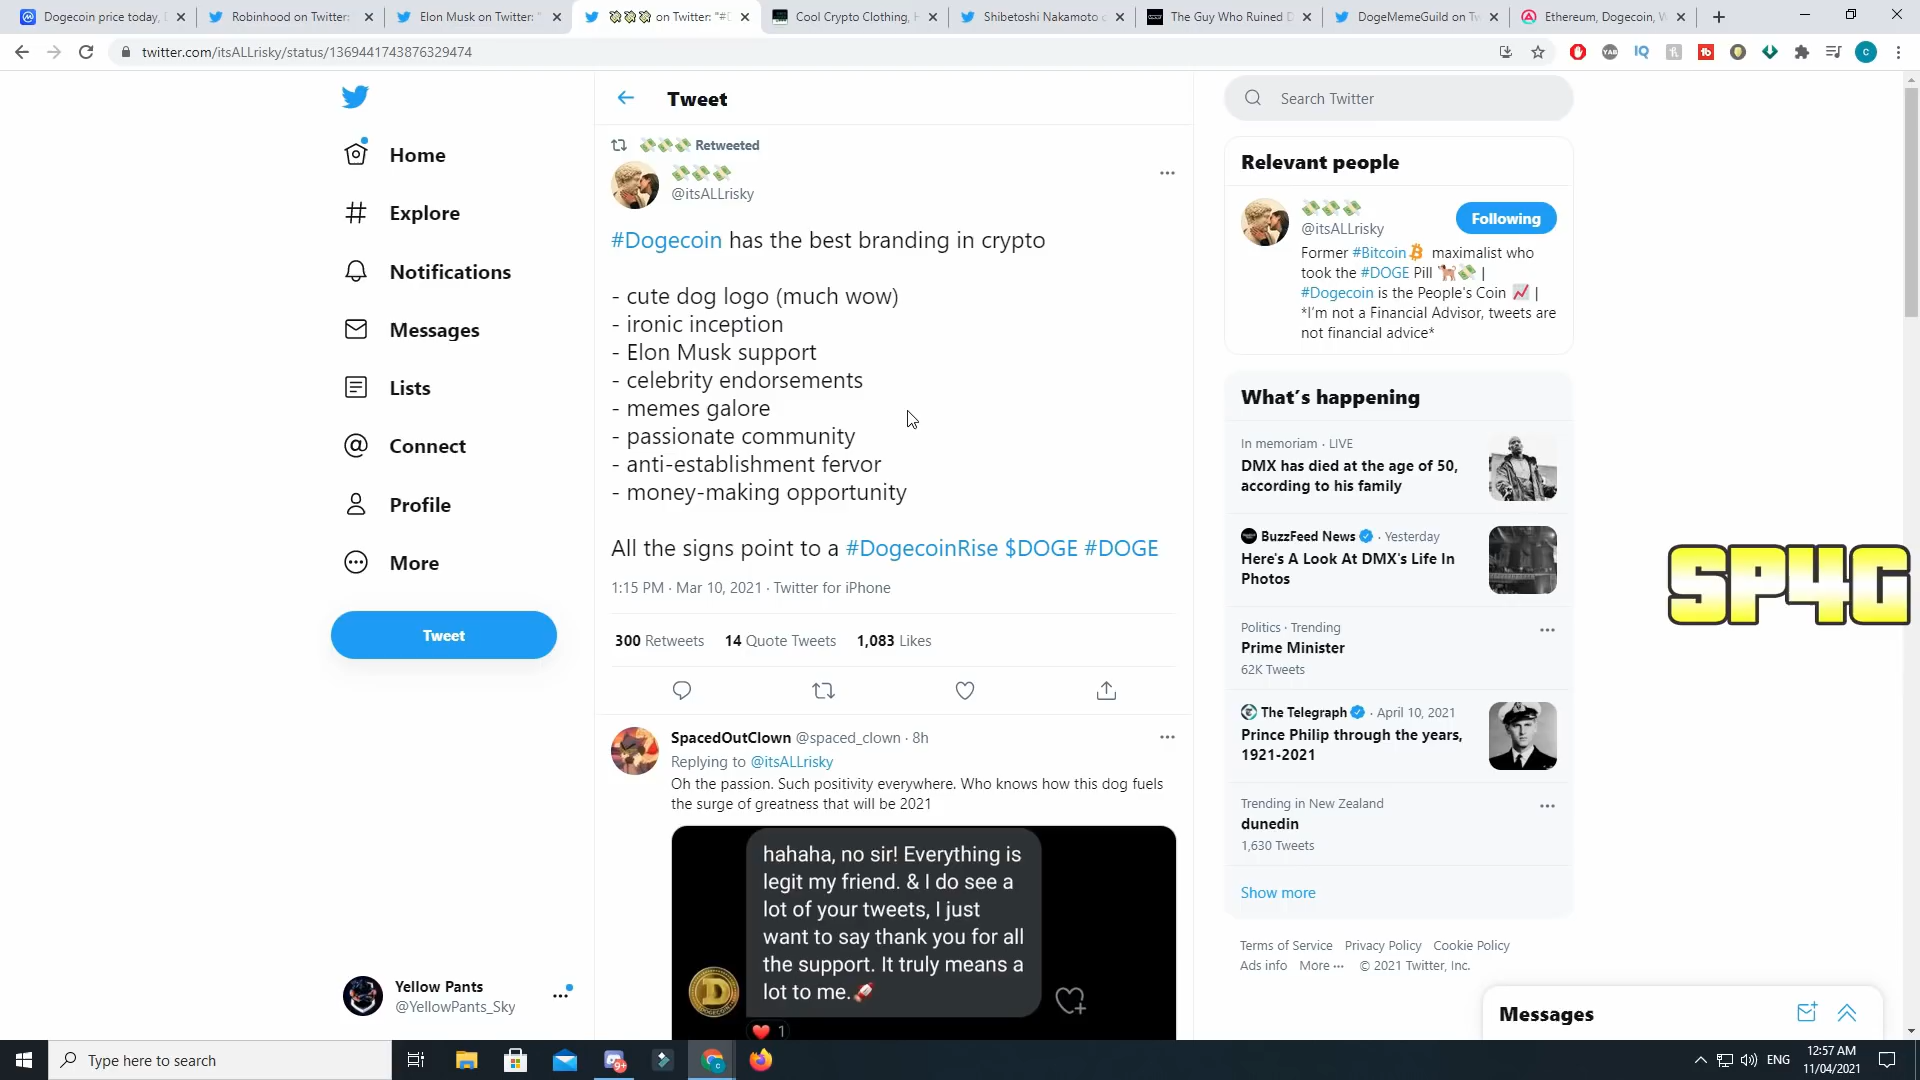 Dogecoin price today, D
Robinhood on Twitter:
Elon Musk on Twitter: "
on Twitter: "#D
Cool Crypto Clothing, H
Shibetoshi Nakamoto o
The Guy Who Ruined D
DogeMemeGuild on Tw
Ethereum, Dogecoin, W
twitter.com/itsALLrisky/status/1369441743876329474
Home
Explore
Notifications
Messages
Lists
Connect
Profile
More
Tweet
Yellow Pants
@YellowPants_Sky
Tweet
💸💸💸 Retweeted
💸💸💸
@itsALLrisky
#Dogecoin has the best branding in crypto
- cute dog logo (much wow)
- ironic inception
- Elon Musk support
- celebrity endorsements
- memes galore
- passionate community
- anti-establishment fervor
- money-making opportunity
All the signs point to a #DogecoinRise $DOGE #DOGE
1:15 PM · Mar 10, 2021 · Twitter for iPhone
300 Retweets 14 Quote Tweets 1,083 Likes
SpacedOutClown @spaced_clown · 8h
Replying to @itsALLrisky
Oh the passion. Such positivity everywhere. Who knows how this dog fuels
the surge of greatness that will be 2021
hahaha, no sir! Everything is
legit my friend. & I do see a
lot of your tweets, I just
want to say thank you for all
the support. It truly means a
lot to me.🚀
❤️ 1
Search Twitter
Relevant people
💸💸💸
@itsALLrisky
Following
Former #Bitcoin maximalist who
took the #DOGE Pill 🐕💸 |
#Dogecoin is the People's Coin 📈 |
*I'm not a Financial Advisor, tweets are
not financial advice*
What's happening
In memoriam · LIVE
DMX has died at the age of 50,
according to his family
BuzzFeed News · Yesterday
Here's A Look At DMX's Life In
Photos
Politics · Trending
Prime Minister
62K Tweets
The Telegraph · April 10, 2021
Prince Philip through the years,
1921-2021
Trending in New Zealand
dunedin
1,630 Tweets
Show more
Terms of Service Privacy Policy Cookie Policy
Ads info More ··· © 2021 Twitter, Inc.
Messages
SP4G
Type here to search
9+
ENG
12:57 AM
11/04/2021